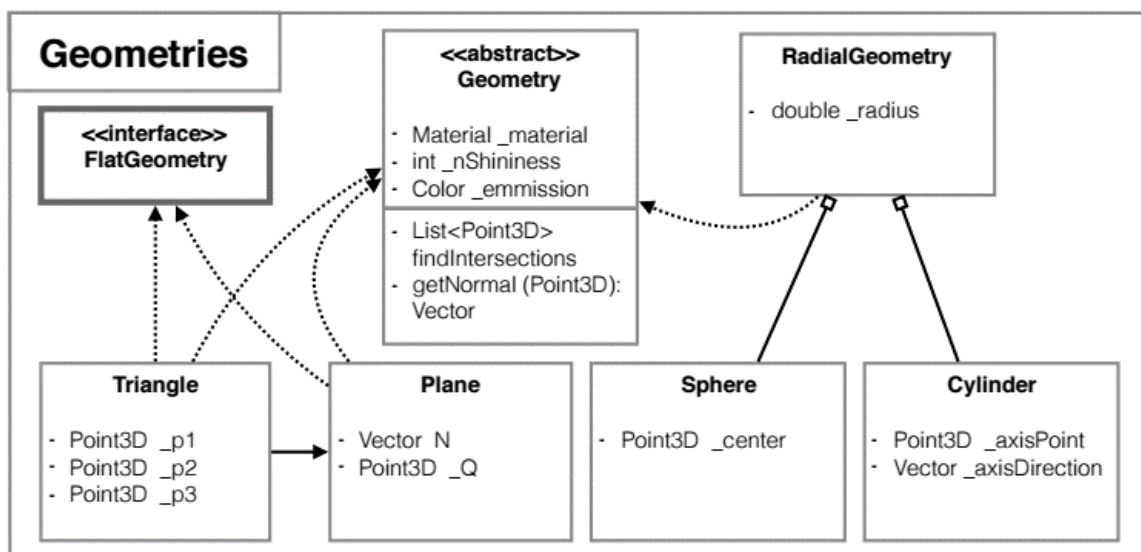 Geometries
<<interface>>
FlatGeometry
<<abstract>>
Geometry
- Material _material
- int _nShininess
- Color _emmission
- List<Point3D>
findIntersections
- getNormal (Point3D):
Vector
RadialGeometry
- double _radius
Triangle
- Point3D _p1
- Point3D _p2
- Point3D _p3
Plane
- Vector N
- Point3D _Q
Sphere
- Point3D _center
Cylinder
- Point3D _axisPoint
- Vector _axisDirection